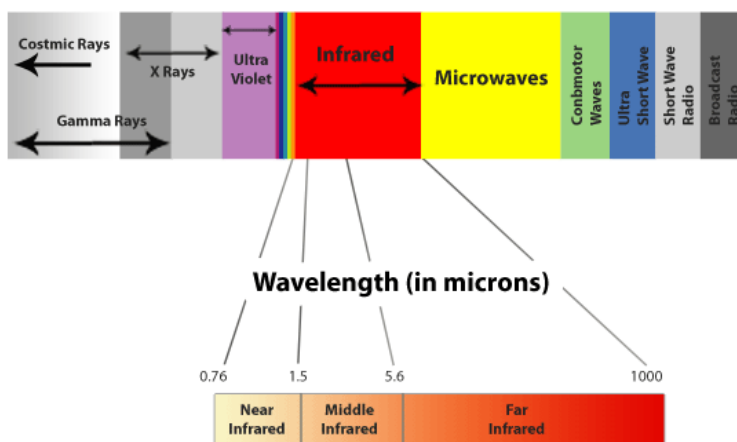 Costmic Rays
X Rays
Gamma Rays
Ultra
Violet
Infrared
Microwaves
Conbmotor
Waves
Ultra
Short Wave
Short Wave
Radio
Broadcast
Radio
Wavelength (in microns)
0.76
1.5
5.6
1000
Near
Infrared
Middle
Infrared
Far
Infrared